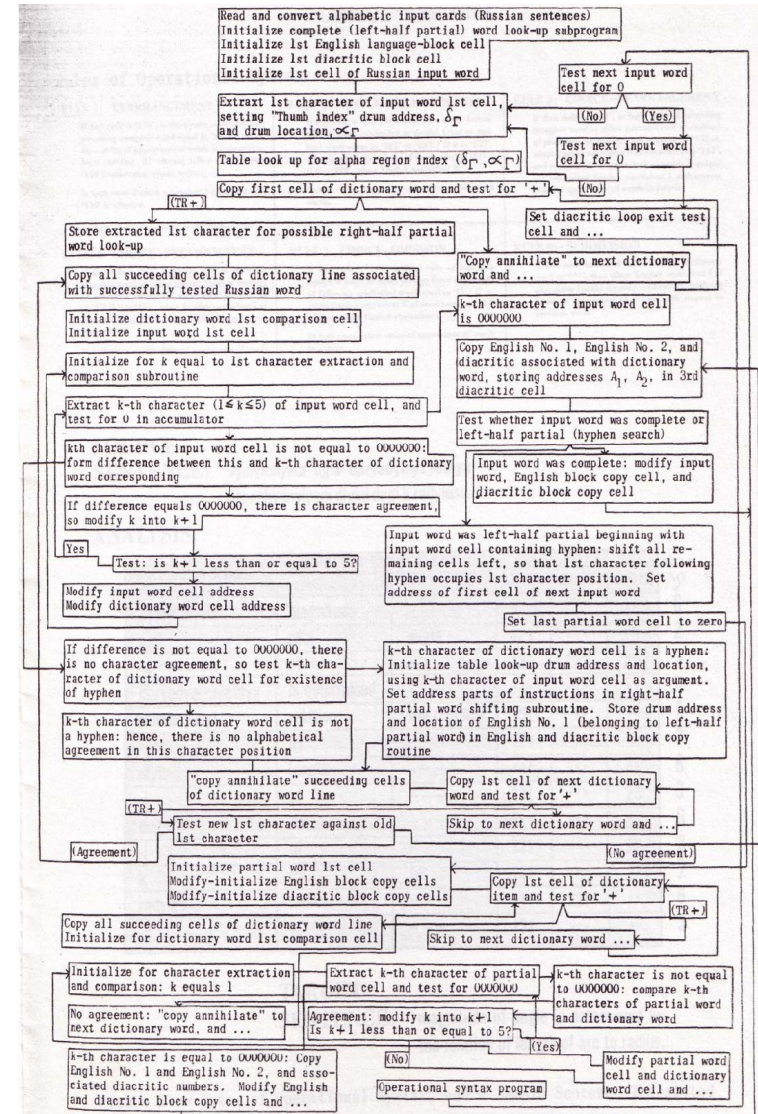 Read and convert alphabetic input cards (Russian sentences)
Initialize complete (left-half partial) word look-up subprogram
Initialize 1st English language-block cell
Initialize 1st diacritic block cell
Initialize 1st cell of Russian input word
Test next input word
cell for 0
Extraxt 1st character of input word 1st cell,
setting "Thumb index" drum address, δΓ
and drum location, ∝Γ
(No)
(Yes)
Test next input word
cell for 0
Table look up for alpha region index (δΓ ,∝Γ)
Copy first cell of dictionary word and test for '+'
(No)
(TR+)
Set diacritic loop exit test
cell and ...
Store extracted 1st character for possible right-half partial
word look-up
"Copy annihilate" to next dictionary
word and ...
Copy all succeeding cells of dictionary line associated
with successfully tested Russian word
k-th character of input word cell
is 0000000
Initialize dictionary word 1st comparison cell
Initialize input word 1st cell
Copy English No. 1, English No. 2, and
diacritic associated with dictionary
word, storing addresses A1, A2, in 3rd
diacritic cell
Initialize for k equal to 1st character extraction and
comparison subroutine
Extract k-th character (1≤k≤5) of input word cell, and
test for 0 in accumulator
Test whether input word was complete or
left-half partial (hyphen search)
kth character of input word cell is not equal to 0000000:
form difference between this and k-th character of dictionary
word corresponding
Input word was complete: modify input
word, English block copy cell, and
diacritic block copy cell
If difference equals 0000000, there is character agreement,
so modify k into k+1
Input word was left-half partial beginning with
input word cell containing hyphen: shift all re-
maining cells left, so that 1st character following
hyphen occupies 1st character position. Set
address of first cell of next input word
Yes
Test: is k+1 less than or equal to 5?
Modify input word cell address
Modify dictionary word cell address
Set last partial word cell to zero
If difference is not equal to 0000000, there
is no character agreement, so test k-th cha-
racter of dictionary word cell for existence
of hyphen
k-th character of dictionary word cell is a hyphen:
Initialize table look-up drum address and location,
using k-th character of input word cell as argument.
Set address parts of instructions in right-half
partial word shifting subroutine. Store drum address
and location of English No. 1 (belonging to left-half
partial word) in English and diacritic block copy
routine
k-th character of dictionary word cell is not
a hyphen: hence, there is no alphabetical
agreement in this character position
"copy annihilate" succeeding cells
of dictionary word line
Copy 1st cell of next dictionary
word and test for'+'
(TR+)
Test new 1st character against old
1st character
Skip to next dictionary word and ...
(Agreement)
(No agreement)
Initialize partial word 1st cell
Modify-initialize English block copy cells
Modify-initialize diacritic block copy cells
Copy 1st cell of dictionary
item and test for'+'
(TR+)
Copy all succeeding cells of dictionary word line
Initialize for dictionary word 1st comparison cell
Skip to next dictionary word ...
Initialize for character extraction
and comparison: k equals 1
Extract k-th character of partial
word cell and test for 0000000
k-th character is not equal
to 0000000: compare k-th
characters of partial word
and dictionary word
No agreement: "copy annihilate" to
next dictionary word, and ...
Agreement: modify k into k+1
Is k+1 less than or equal to 5?
(Yes)
k-th character is equal to 0000000: Copy
English No. 1 and English No. 2, and asso-
ciated diacritic numbers. Modify English
and diacritic block copy cells and ...
(No)
Modify partial word
cell and dictionary
word cell and ...
Operational syntax program